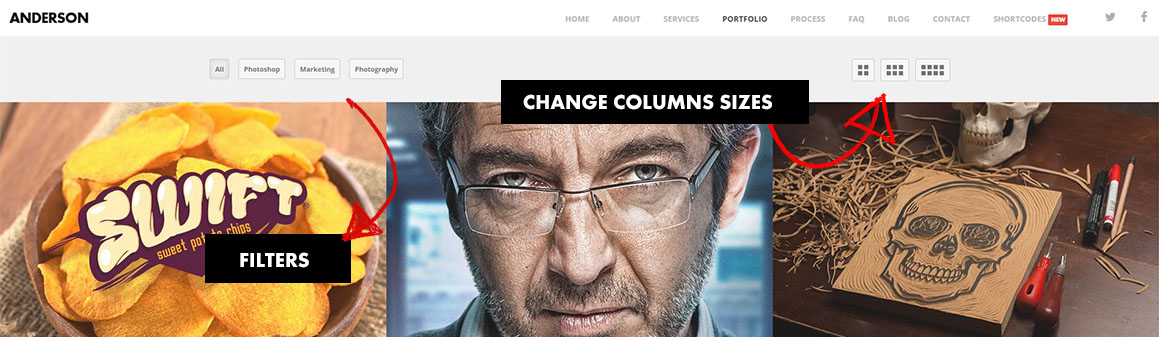 ANDERSON
HOME ABOUT SERVICES PORTFOLIO PROCESS FAQ BLOG CONTACT SHORTCODES NEW
All Photoshop Marketing Photography
CHANGE COLUMNS SIZES
SWIFT®
sweet potato chips
FILTERS